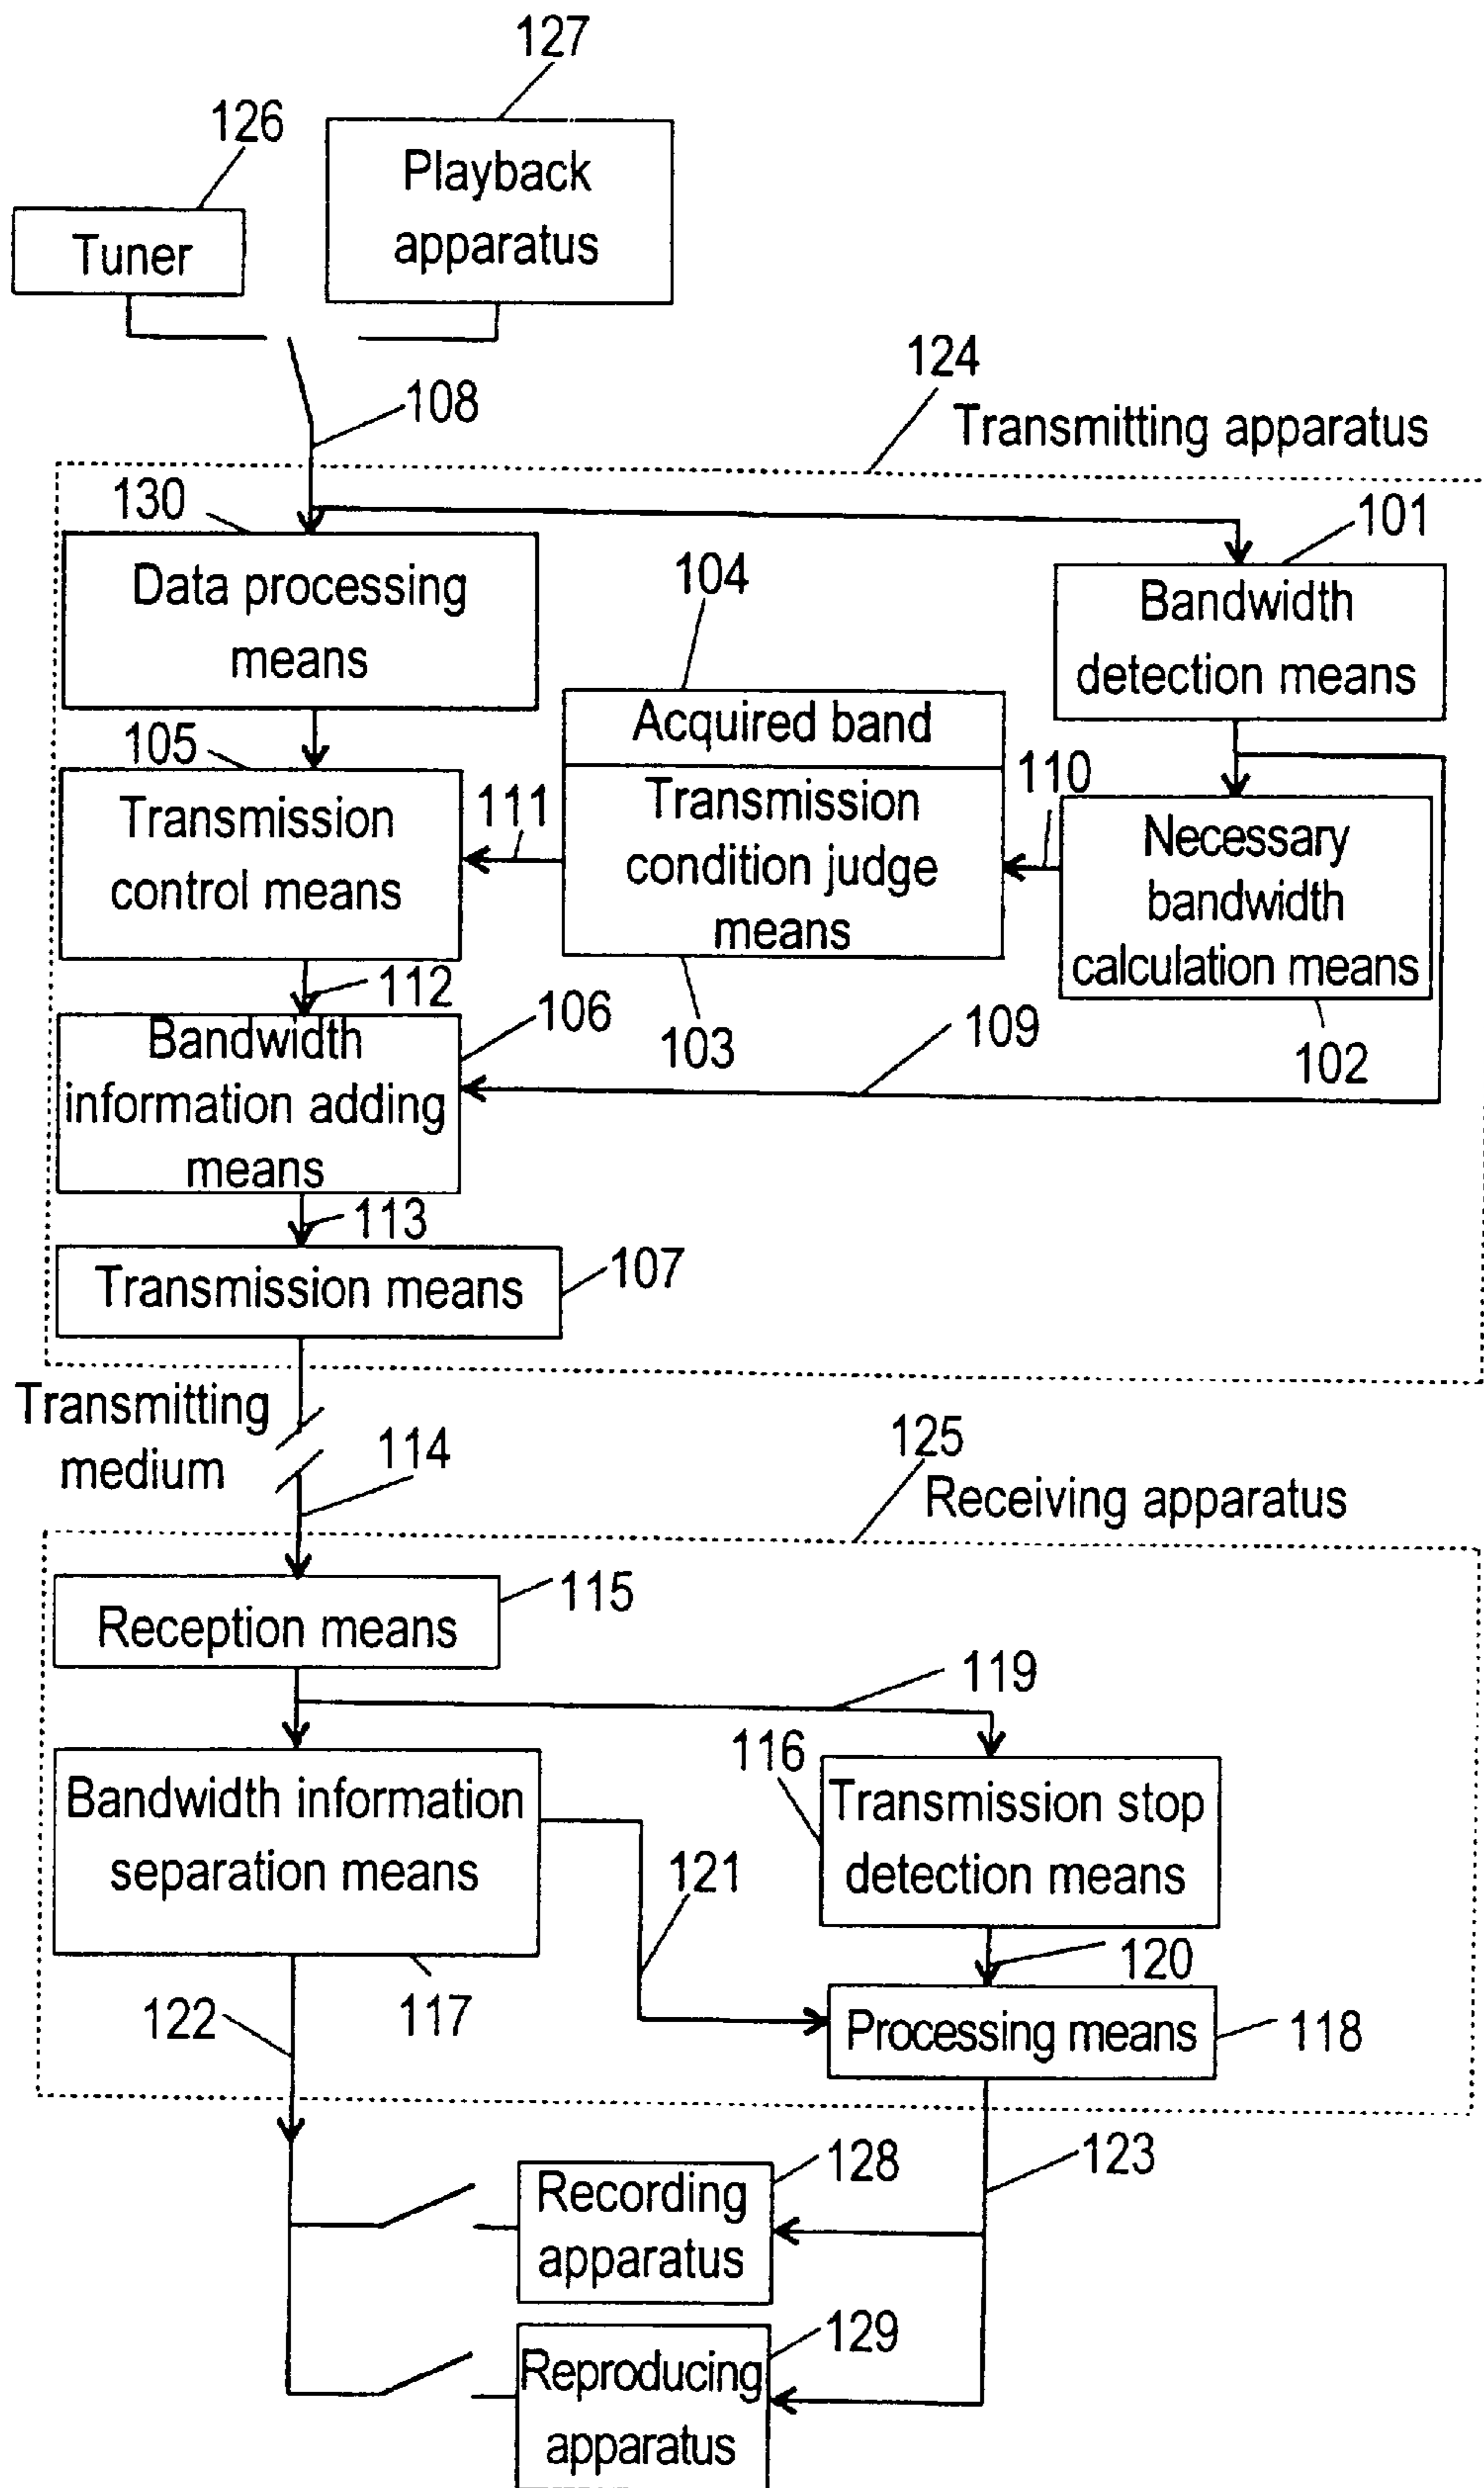 127
126
Playback
apparatus
Tuner
108
124
Transmitting apparatus
130
101
Data processing
means
104
Bandwidth
detection means
105
Acquired band
110
Transmission
control means
111
Transmission
condition judge
means
Necessary
bandwidth
calculation means
112
106
103
109
102
Bandwidth
information adding
means
113
Transmission means
107
Transmitting
medium
114
125
Receiving apparatus
Reception means
115
119
116
Bandwidth information
separation means
Transmission stop
detection means
121
120
122
117
Processing means
118
123
128
Recording
apparatus
129
Reproducing
apparatus